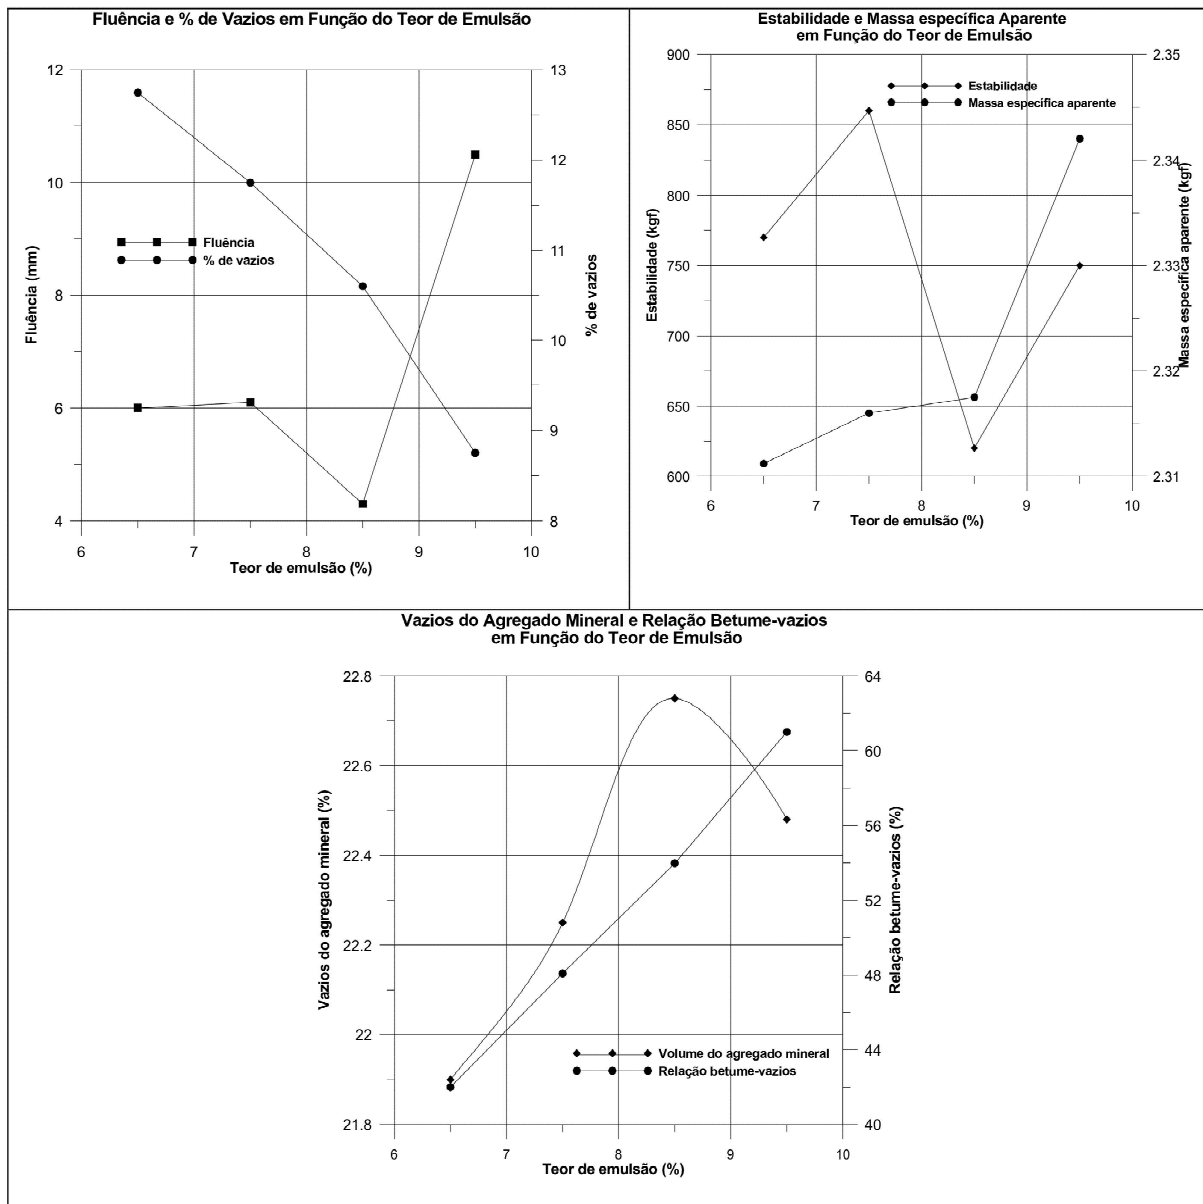 Fluência e % de Vazios em Função do Teor de Emulsão
12
10
8
6
4
Fluência (mm)
13
12
11
10
9
8
% de vazios
Fluência
% de vazios
6
7
8
9
10
Teor de emulsão (%)
Estabilidade e Massa específica Aparente
em Função do Teor de Emulsão
900
850
800
750
700
650
600
Estabilidade (kgf)
2.35
2.34
2.33
2.32
2.31
Massa específica aparente (kgf)
Estabilidade
Massa especifica aparente
6
7
8
9
10
Teor de emulsão (%)
Vazios do Agregado Mineral e Relação Betume-vazios
em Função do Teor de Emulsão
22.8
22.6
22.4
22.2
22
21.8
Vazios do agregado mineral (%)
64
60
56
52
48
44
40
Relação betume-vazios (%)
Volume do agregado mineral
Relação betume-vazios
6
7
8
9
10
Teor de emulsão (%)